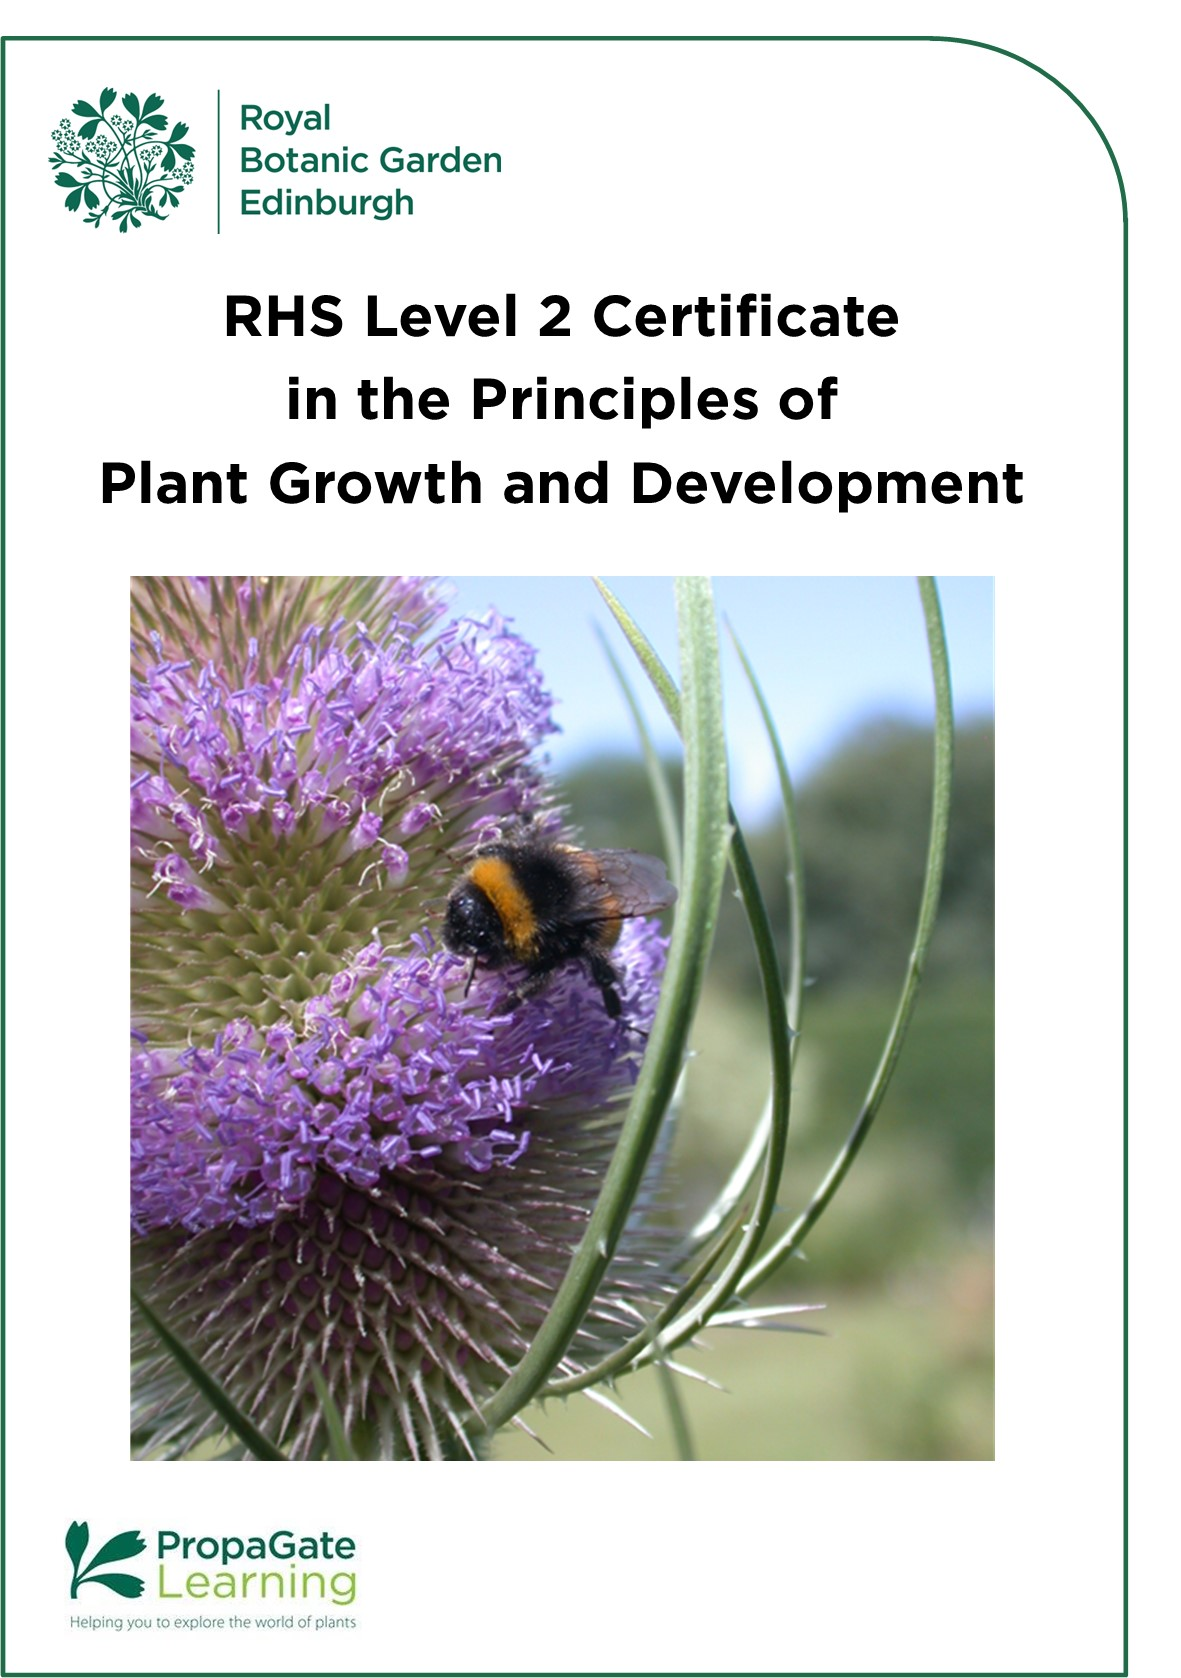 Royal
Botanic Garden
Edinburgh
RHS Level 2 Certificate
in the Principles of
Plant Growth and Development
PropaGate
Learning
Helping you to explore the world of plants